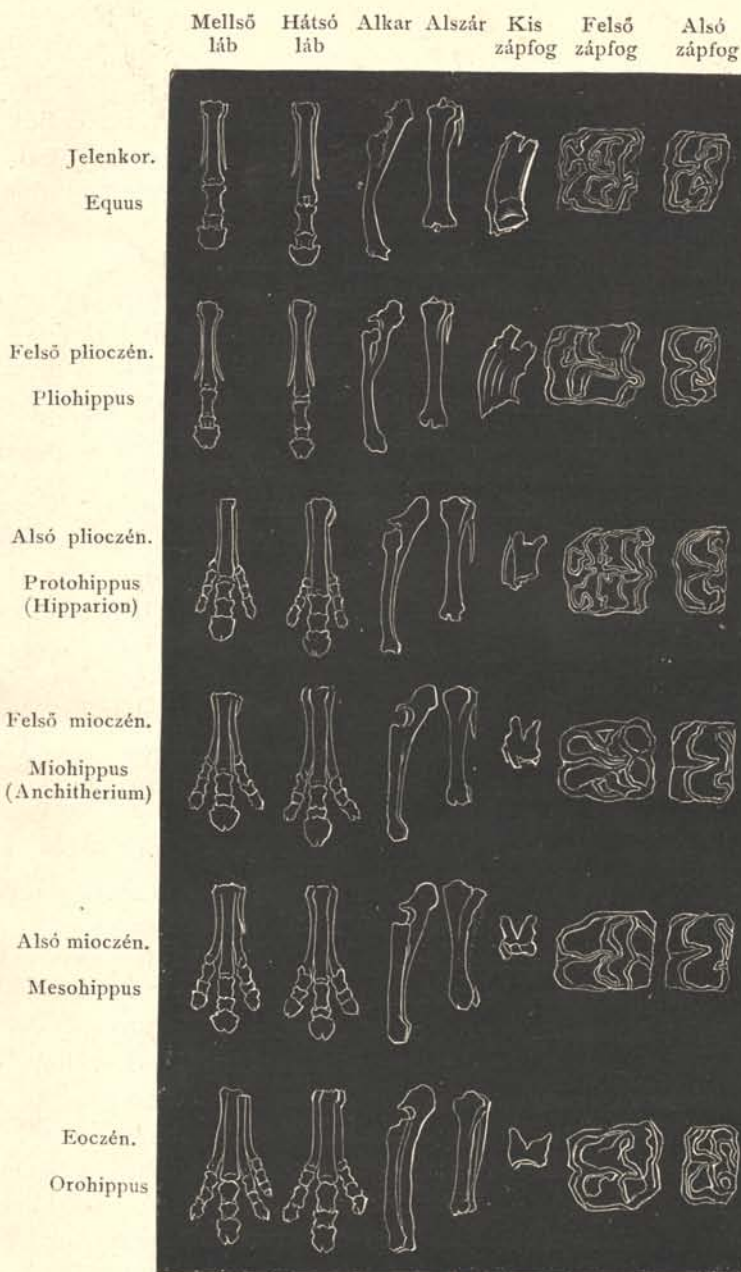 Mellső láb
Hátsó láb
Alkar
Alszár
Kis zápfog
Felső zápfog
Alsó zápfog
Jelenkor.
Equus
Felső plioczén.
Pliohippus
Alsó plioczén.
Protohippus
(Hipparion)
Felső mioczén.
Miohippus
(Anchitherium)
Alsó mioczén.
Mesohippus
Eoczén.
Orohippus